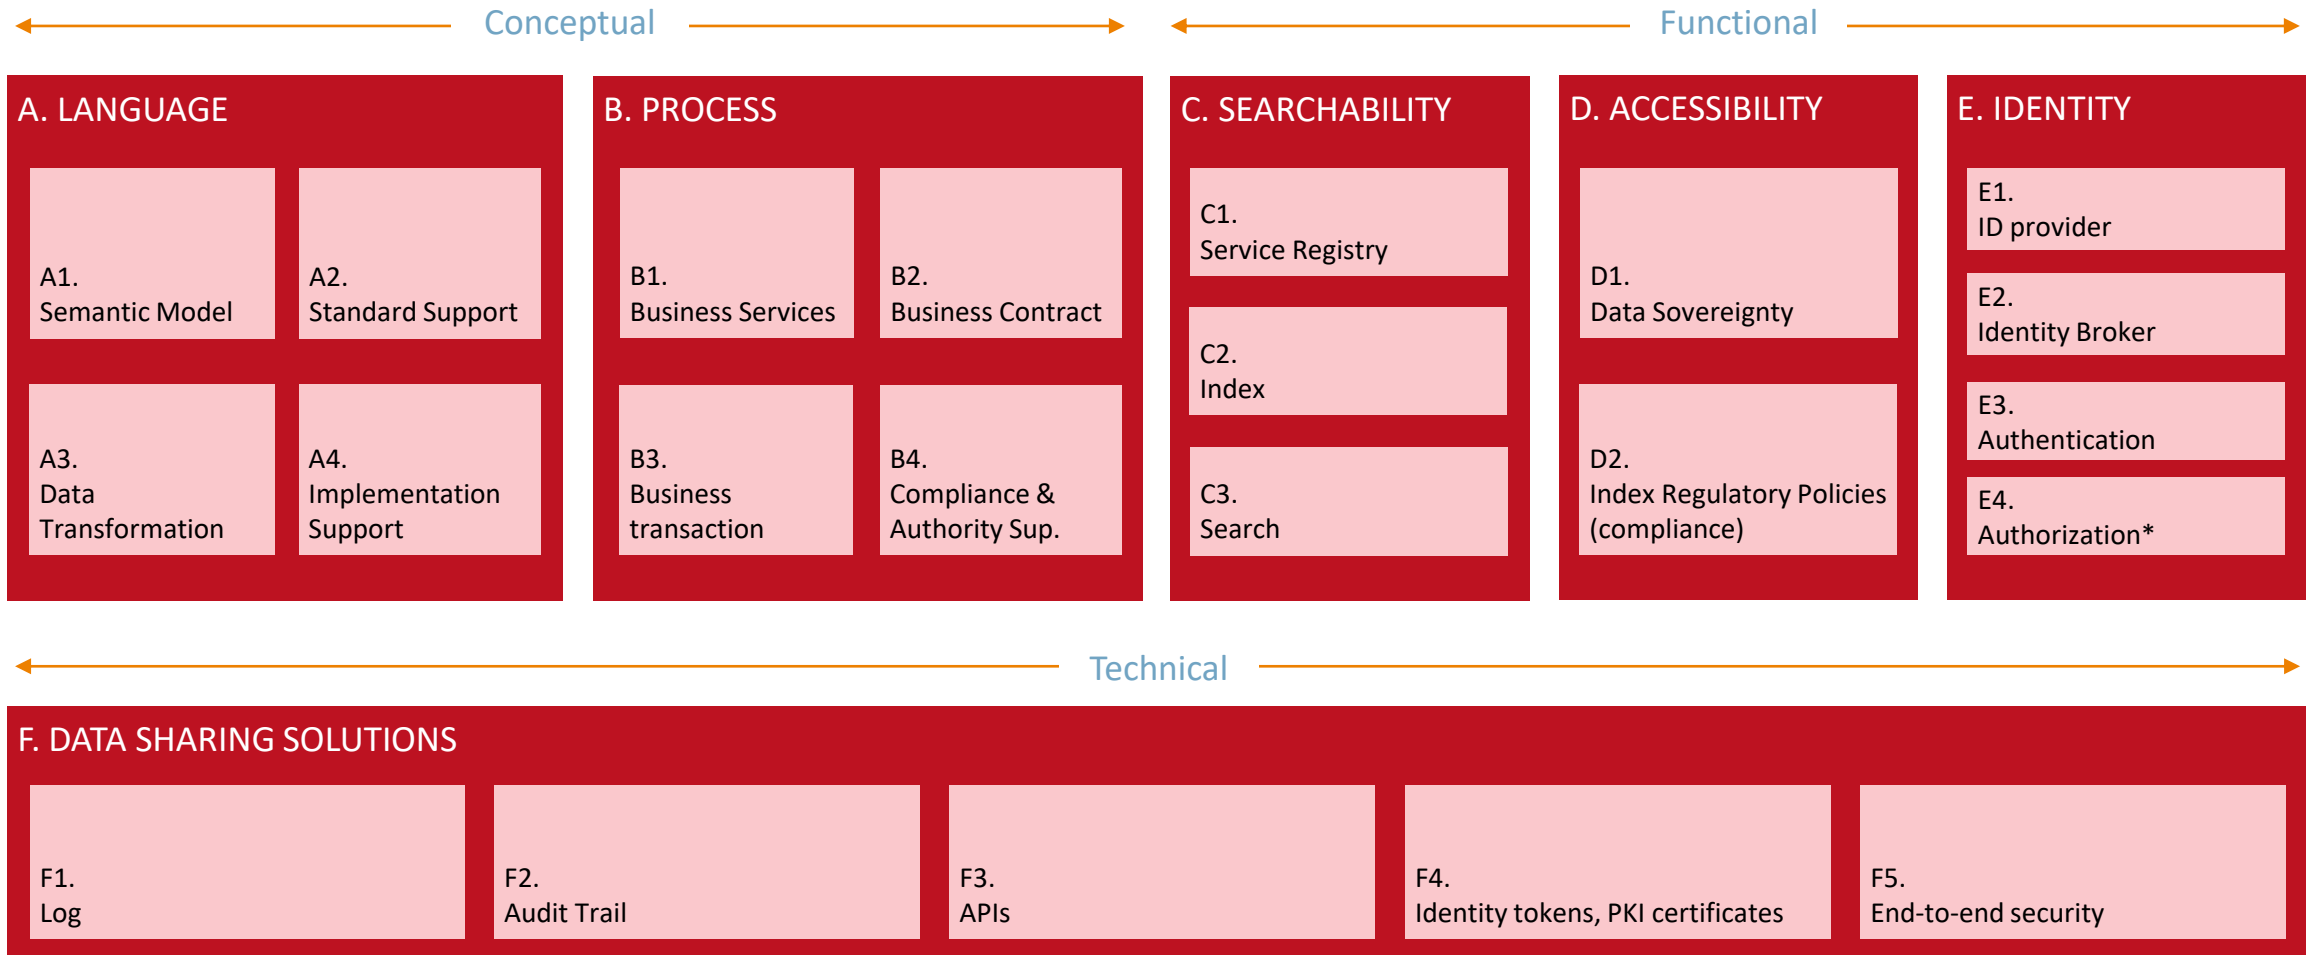 Conceptual
Functional
A. LANGUAGE
A1.
Semantic Model
A2.
Standard Support
A3.
Data
Transformation
A4.
Implementation
Support
B. PROCESS
B1.
Business Services
B2.
Business Contract
B3.
Business
transaction
B4.
Compliance &
Authority Sup.
C. SEARCHABILITY
C1.
Service Registry
C2.
Index
C3.
Search
D. ACCESSIBILITY
D1.
Data Sovereignty
D2.
Index Regulatory Policies
(compliance)
E. IDENTITY
E1.
ID provider
E2.
Identity Broker
E3.
Authentication
E4.
Authorization*
Technical
F. DATA SHARING SOLUTIONS
F1.
Log
F2.
Audit Trail
F3.
APIs
F4.
Identity tokens, PKI certificates
F5.
End-to-end security